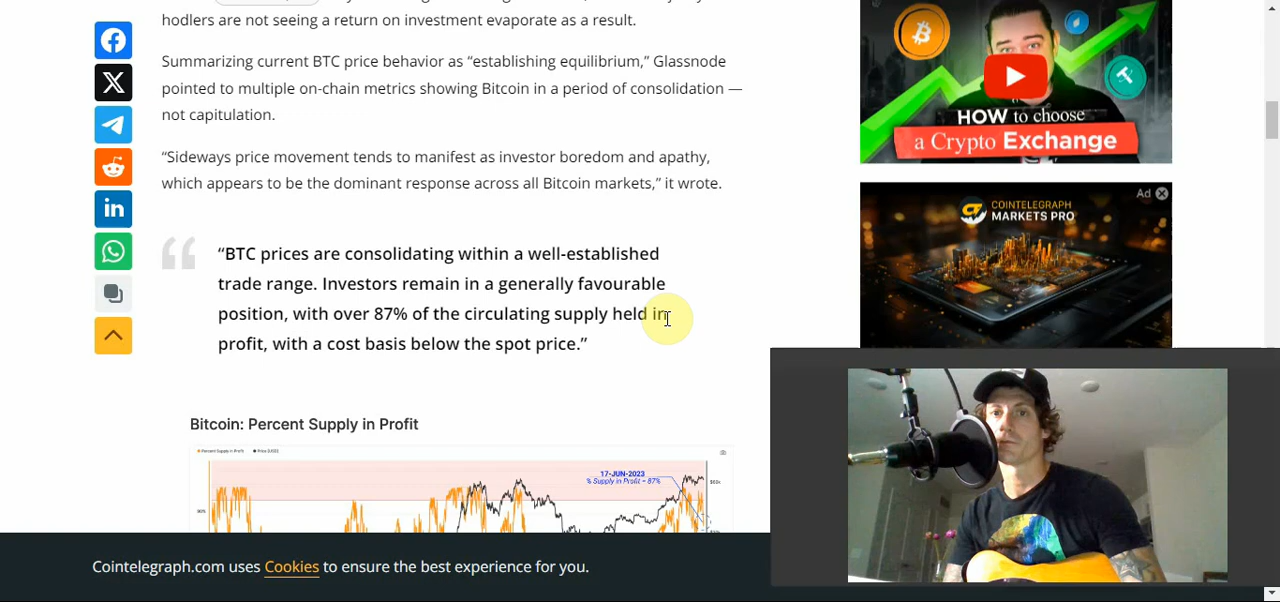 hodlers are not seeing a return on investment evaporate as a result.
Summarizing current BTC price behavior as “establishing equilibrium,” Glassnode
pointed to multiple on-chain metrics showing Bitcoin in a period of consolidation —
not capitulation.
“Sideways price movement tends to manifest as investor boredom and apathy,
which appears to be the dominant response across all Bitcoin markets,” it wrote.
“BTC prices are consolidating within a well-established
trade range. Investors remain in a generally favourable
position, with over 87% of the circulating supply held in
profit, with a cost basis below the spot price.”
Bitcoin: Percent Supply in Profit
Percent Supply in Profit
Price [USD]
17-JUN-2023
% Supply in Profit = 87%
HOW to choose
a Crypto Exchange
Ad
COINTELEGRAPH
MARKETS PRO
Cointelegraph.com uses Cookies to ensure the best experience for you.